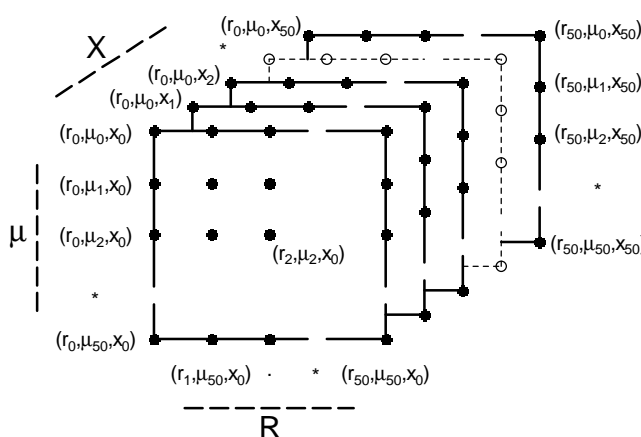 X
(r₀,μ₀,x₅₀)
(r₅₀,μ₀,x₅₀)
*
(r₀,μ₀,x₂)
(r₅₀,μ₁,x₅₀)
(r₀,μ₀,x₁)
(r₀,μ₀,x₀)
(r₅₀,μ₂,x₅₀)
(r₀,μ₁,x₀)
*
μ
(r₀,μ₂,x₀)
(r₂,μ₂,x₀)
(r₅₀,μ₅₀,x₅₀)
*
(r₀,μ₅₀,x₀)
(r₁,μ₅₀,x₀) · * (r₅₀,μ₅₀,x₀)
R